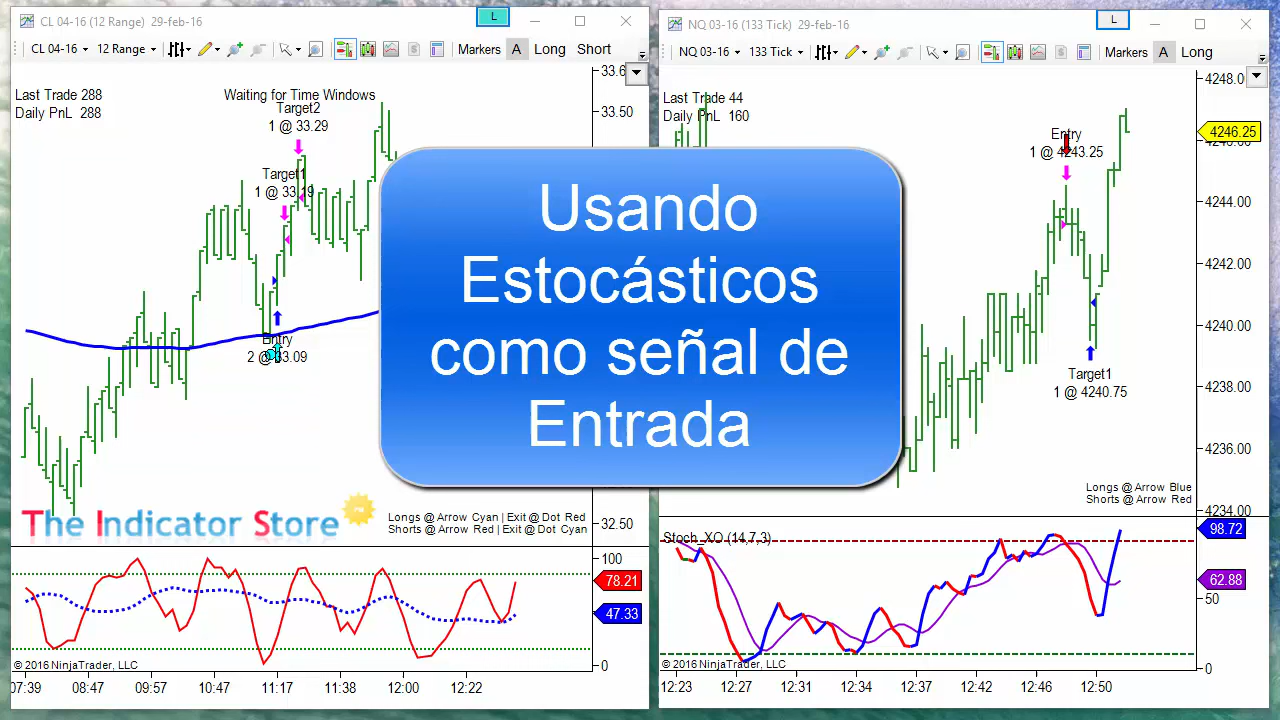 CL 04-16 (12 Range) 29-feb-16
L
CL 04-16 12 Range Markers A Long Short
Last Trade 288
Daily PnL 288
Waiting for Time Windows
Target2
1 @ 33.29
Target1
1 @ 33.19
Entry
2 @ 33.09
33.50
32.50
The Indicator Store
Longs @ Arrow Cyan | Exit @ Dot Red
Shorts @ Arrow Red | Exit @ Dot Cyan
100
78.21
47.33
0
© 2016 NinjaTrader, LLC
07:39 08:47 09:57 10:47 11:17 11:38 12:00 12:22
Usando
Estocásticos
como señal de
Entrada
NQ 03-16 (133 Tick) 29-feb-16
L
NQ 03-16 133 Tick Markers A Long
Last Trade 44
Daily PnL 160
Entry
1 @ 4243.25
Target1
1 @ 4240.75
4248.00
4246.25
4244.00
4242.00
4240.00
4238.00
4236.00
4234.00
Longs @ Arrow Blue
Shorts @ Arrow Red
Stoch_XO (14,7,3)
98.72
62.88
50
0
© 2016 NinjaTrader, LLC
12:23 12:27 12:31 12:34 12:37 12:42 12:46 12:50